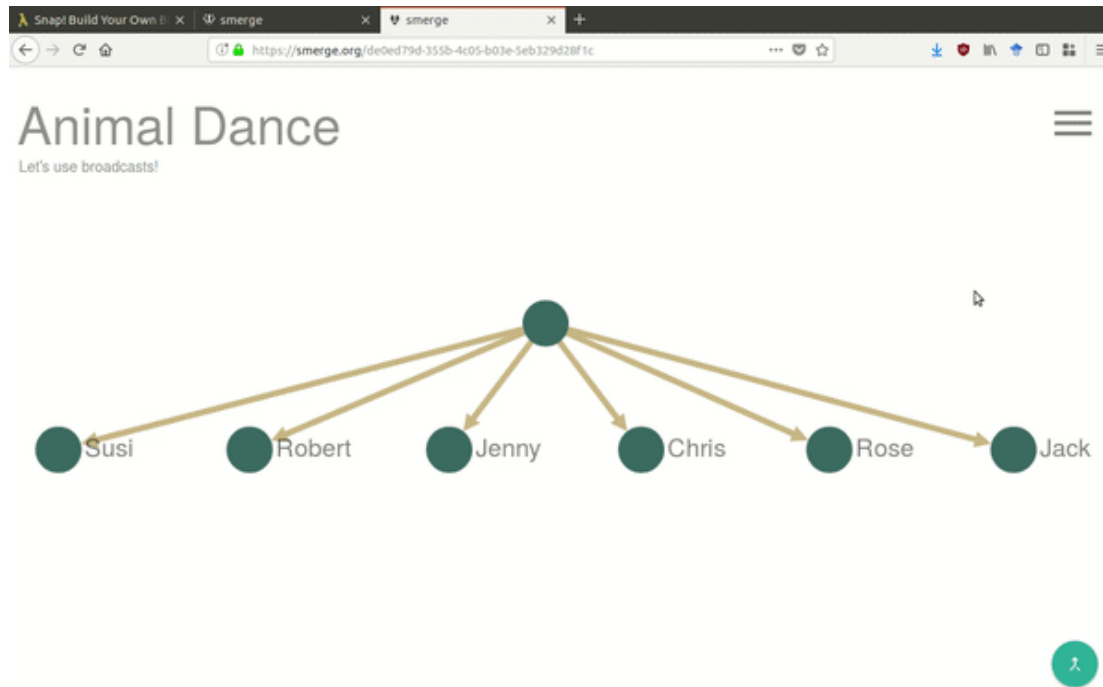 Snap! Build Your Own B
smerge
smerge
https://smerge.org/de0ed79d-355b-4c05-b03e-5eb329d28f1c
Animal Dance
Let's use broadcasts!
Susi
Robert
Jenny
Chris
Rose
Jack